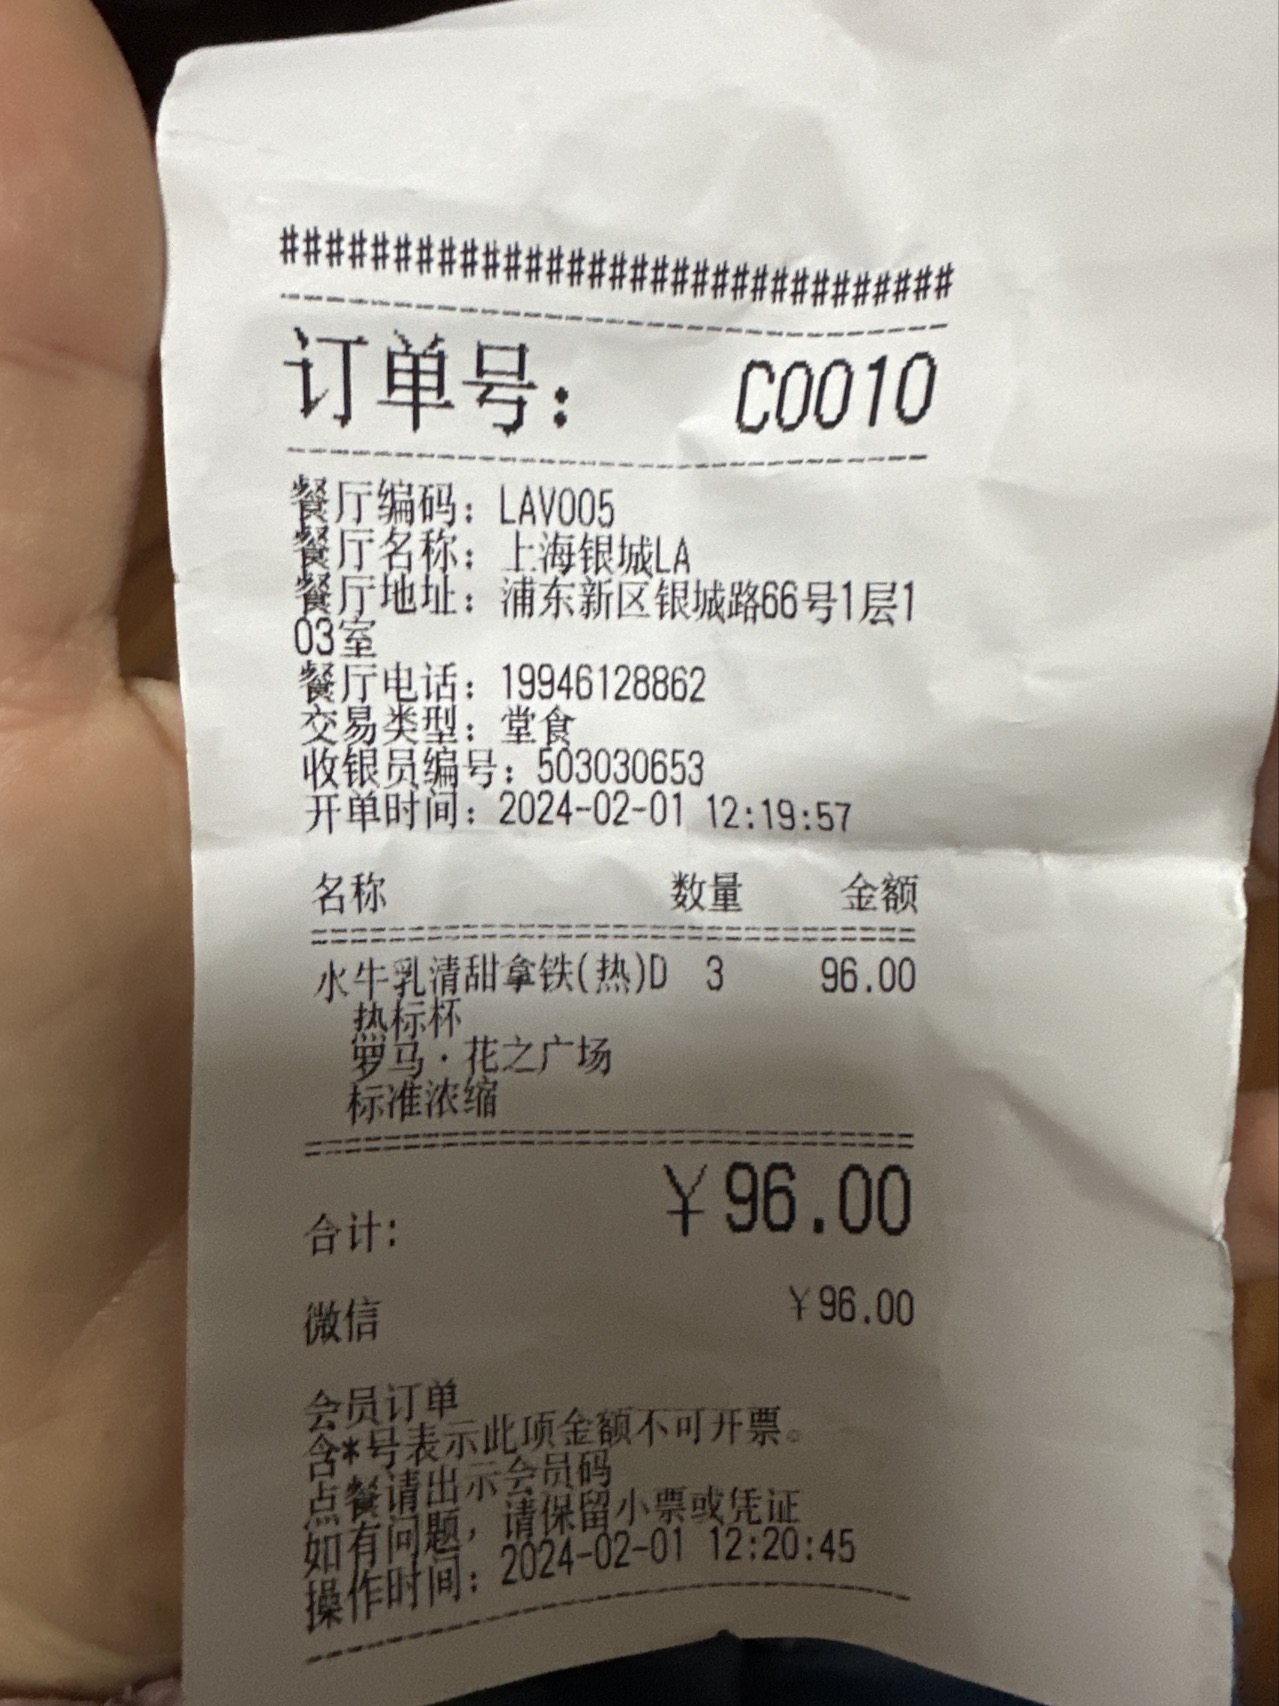 ################################
订单号： C0010
餐厅编码：LAV005
餐厅名称：上海银城LA
餐厅地址：浦东新区银城路66号1层1
03室
餐厅电话：19946128862
交易类型：堂食
收银员编号：503030653
开单时间：2024-02-01 12:19:57
名称 数量 金额
水牛乳清甜拿铁(热)D 3 96.00
热标杯
罗马·花之广场
标准浓缩
合计: ￥96.00
微信 ￥96.00
会员订单
含*号表示此项金额不可开票。
点餐请出示会员码
如有问题，请保留小票或凭证
操作时间：2024-02-01 12:20:45